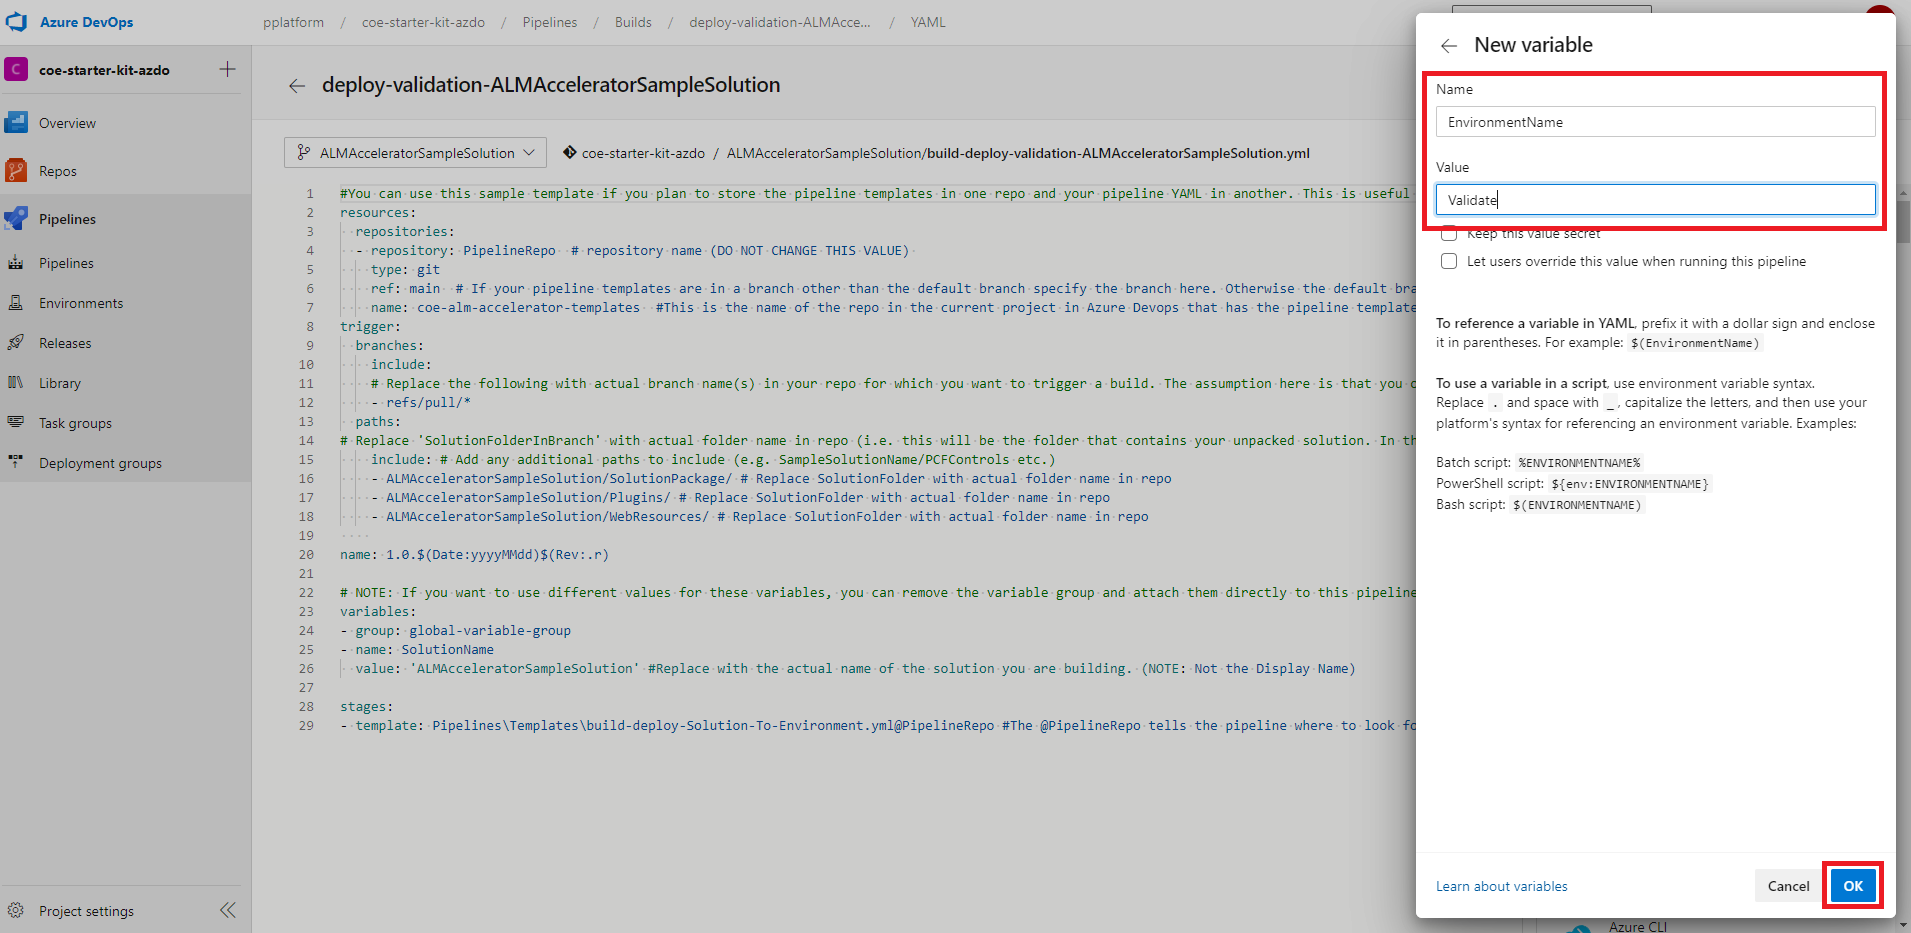 Azure DevOps
pplatform / coe-starter-kit-azdo / Pipelines / Builds / deploy-validation-ALMAcce... / YAML
C coe-starter-kit-azdo
Overview
Repos
Pipelines
Pipelines
Environments
Releases
Library
Task groups
Deployment groups
Project settings
deploy-validation-ALMAcceleratorSampleSolution
ALMAcceleratorSampleSolution
coe-starter-kit-azdo / ALMAcceleratorSampleSolution/build-deploy-validation-ALMAcceleratorSampleSolution.yml
1 #You can use this sample template if you plan to store the pipeline templates in one repo and your pipeline YAML in another. This is useful
2 resources:
3 repositories:
4 - repository: PipelineRepo # repository name (DO NOT CHANGE THIS VALUE)
5 type: git
6 ref: main # If your pipeline templates are in a branch other than the default branch specify the branch here. Otherwise the default bra
7 name: coe-alm-accelerator-templates #This is the name of the repo in the current project in Azure Devops that has the pipeline template
8 trigger:
9 branches:
10 include:
11 # Replace the following with actual branch name(s) in your repo for which you want to trigger a build. The assumption here is that you
12 - refs/pull/*
13 paths:
14 # Replace 'SolutionFolderInBranch' with actual folder name in repo (i.e. this will be the folder that contains your unpacked solution. In th
15 include: # Add any additional paths to include (e.g. SampleSolutionName/PCFControls etc.)
16 - ALMAcceleratorSampleSolution/SolutionPackage/ # Replace SolutionFolder with actual folder name in repo
17 - ALMAcceleratorSampleSolution/Plugins/ # Replace SolutionFolder with actual folder name in repo
18 - ALMAcceleratorSampleSolution/WebResources/ # Replace SolutionFolder with actual folder name in repo
19
20 name: 1.0.$(Date:yyyyMMdd)$(Rev:.r)
21
22 # NOTE: If you want to use different values for these variables, you can remove the variable group and attach them directly to this pipeline
23 variables:
24 - group: global-variable-group
25 - name: SolutionName
26 value: 'ALMAcceleratorSampleSolution' #Replace with the actual name of the solution you are building. (NOTE: Not the Display Name)
27
28 stages:
29 - template: Pipelines\Templates\build-deploy-Solution-To-Environment.yml@PipelineRepo #The @PipelineRepo tells the pipeline where to look fo
New variable
Name
EnvironmentName
Value
Validate
Keep this value secret
Let users override this value when running this pipeline
To reference a variable in YAML, prefix it with a dollar sign and enclose
it in parentheses. For example: $(EnvironmentName)
To use a variable in a script, use environment variable syntax.
Replace . and space with _, capitalize the letters, and then use your
platform's syntax for referencing an environment variable. Examples:
Batch script: %ENVIRONMENTNAME%
PowerShell script: ${env:ENVIRONMENTNAME}
Bash script: $(ENVIRONMENTNAME)
Learn about variables
Cancel
OK
Azure CLI